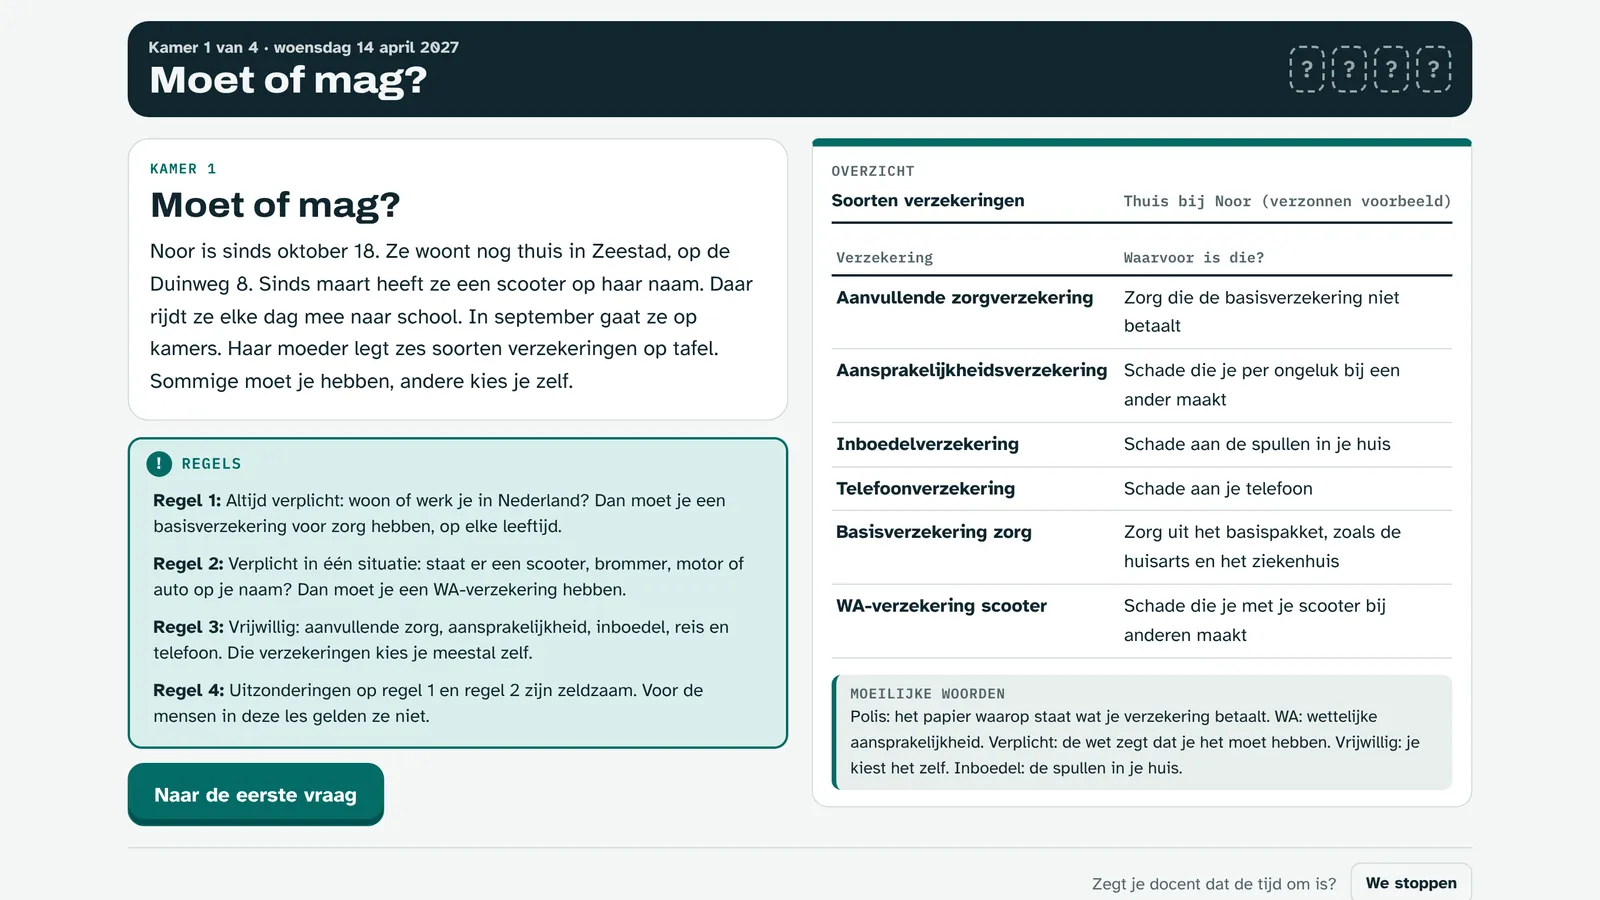 Kamer 1 van 4 · woensdag 14 april 2027
Moet of mag?
? ? ? ?
KAMER 1
Moet of mag?
Noor is sinds oktober 18. Ze woont nog thuis in Zeestad, op de
Duinweg 8. Sinds maart heeft ze een scooter op haar naam. Daar
rijdt ze elke dag mee naar school. In september gaat ze op
kamers. Haar moeder legt zes soorten verzekeringen op tafel.
Sommige moet je hebben, andere kies je zelf.
! REGELS
Regel 1: Altijd verplicht: woon of werk je in Nederland? Dan moet je een
basisverzekering voor zorg hebben, op elke leeftijd.
Regel 2: Verplicht in één situatie: staat er een scooter, brommer, motor of
auto op je naam? Dan moet je een WA-verzekering hebben.
Regel 3: Vrijwillig: aanvullende zorg, aansprakelijkheid, inboedel, reis en
telefoon. Die verzekeringen kies je meestal zelf.
Regel 4: Uitzonderingen op regel 1 en regel 2 zijn zeldzaam. Voor de
mensen in deze les gelden ze niet.
Naar de eerste vraag
OVERZICHT
Soorten verzekeringen Thuis bij Noor (verzonnen voorbeeld)
Verzekering Waarvoor is die?
Aanvullende zorgverzekering Zorg die de basisverzekering niet
betaalt
Aansprakelijkheidsverzekering Schade die je per ongeluk bij een
ander maakt
Inboedelverzekering Schade aan de spullen in je huis
Telefoonverzekering Schade aan je telefoon
Basisverzekering zorg Zorg uit het basispakket, zoals de
huisarts en het ziekenhuis
WA-verzekering scooter Schade die je met je scooter bij
anderen maakt
MOEILIJKE WOORDEN
Polis: het papier waarop staat wat je verzekering betaalt. WA: wettelijke
aansprakelijkheid. Verplicht: de wet zegt dat je het moet hebben. Vrijwillig: je
kiest het zelf. Inboedel: de spullen in je huis.
Zegt je docent dat de tijd om is? We stoppen